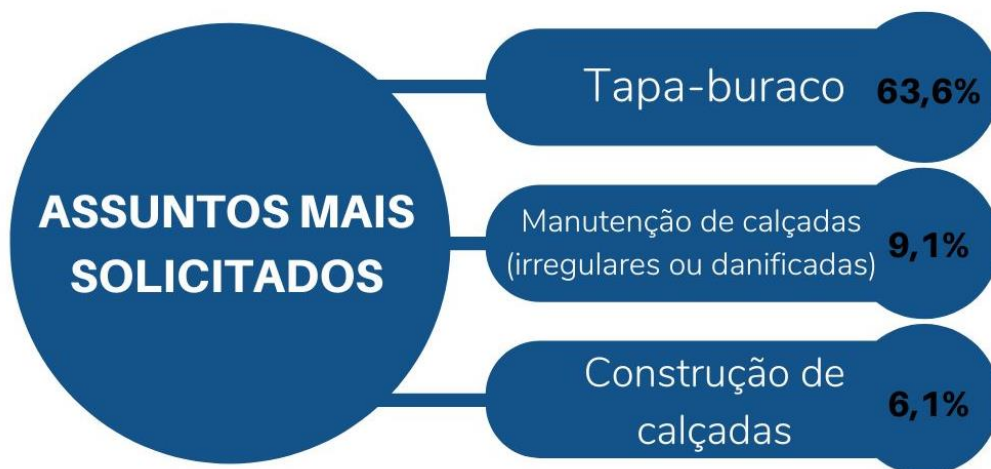 ASSUNTOS MAIS
SOLICITADOS
Tapa-buraco 63,6%
Manutenção de calçadas
(irregulares ou danificadas) 9,1%
Construção de
calçadas 6,1%